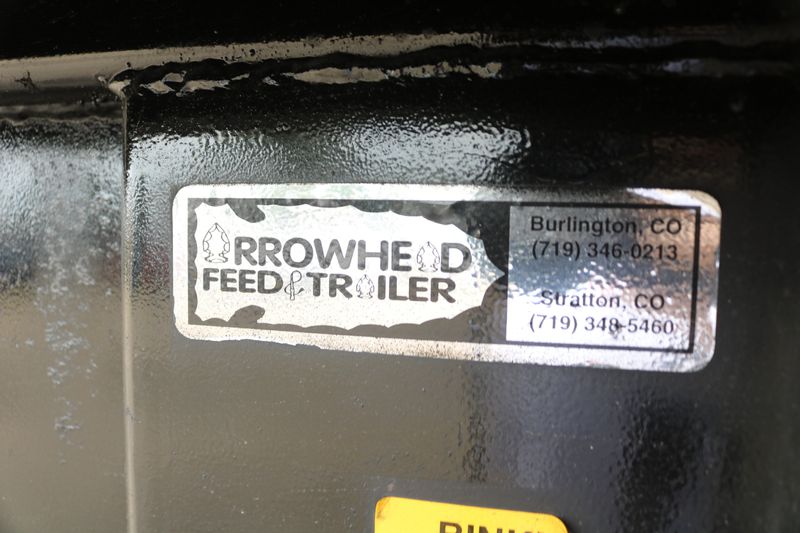 ARROWHEAD
FEED & TRAILER
Burlington, CO
(719) 346-0213
Stratton, CO
(719) 348-5460